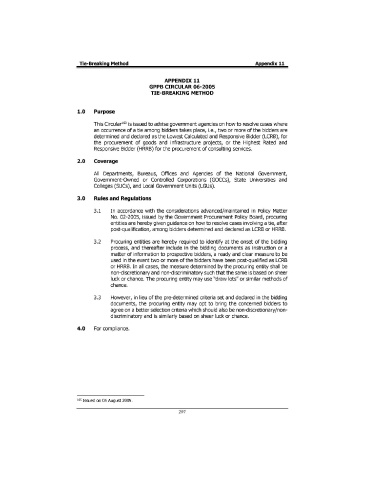 Tie-Breaking Method Appendix 11
APPENDIX 11
GPPB CIRCULAR 06-2005
TIE-BREAKING METHOD
1.0 Purpose
This Circular is issued to advise government agencies on how to resolve cases where
an occurrence of a tie among bidders takes place, i.e., two or more of the bidders are
determined and declared as the Lowest Calculated and Responsive Bidder (LCRB), for
the procurement of goods and infrastructure projects, or the Highest Rated and
Responsive Bidder (HRRB) for the procurement of consulting services.
2.0 Coverage
All Departments, Bureaus, Offices and Agencies of the National Government,
Government-Owned or Controlled Corporations (GOCCs), State Universities and
Colleges (SUCs), and Local Government Units (LGUs).
3.0 Rules and Regulations
3.1 In accordance with the considerations advanced/maintained in Policy Matter
No. 02-2005, issued by the Government Procurement Policy Board, procuring
entities are hereby given guidance on how to resolve cases involving a tie, after
post-qualification, among bidders determined and declared as LCRB or HRRB.
3.2 Procuring entities are hereby required to identify at the onset of the bidding
process, and thereafter include in the bidding documents as instruction or a
matter of information to prospective bidders, a ready and clear measure to be
used in the event two or more of the bidders have been post-qualified as LCRB
or HRRB. In all cases, the measure determined by the procuring entity shall be
non-discretionary and non-discriminatory such that the same is based on sheer
luck or chance. The procuring entity may use "draw lots" or similar methods of
chance.
3.3 However, in lieu of the pre-determined criteria set and declared in the bidding
documents, the procuring entity may opt to bring the concerned bidders to
agree on a better selection criteria which should also be non-discretionary/non-
discriminatory and is similarly based on sheer luck or chance.
4.0 For compliance.
Issued on 05 August 2005.